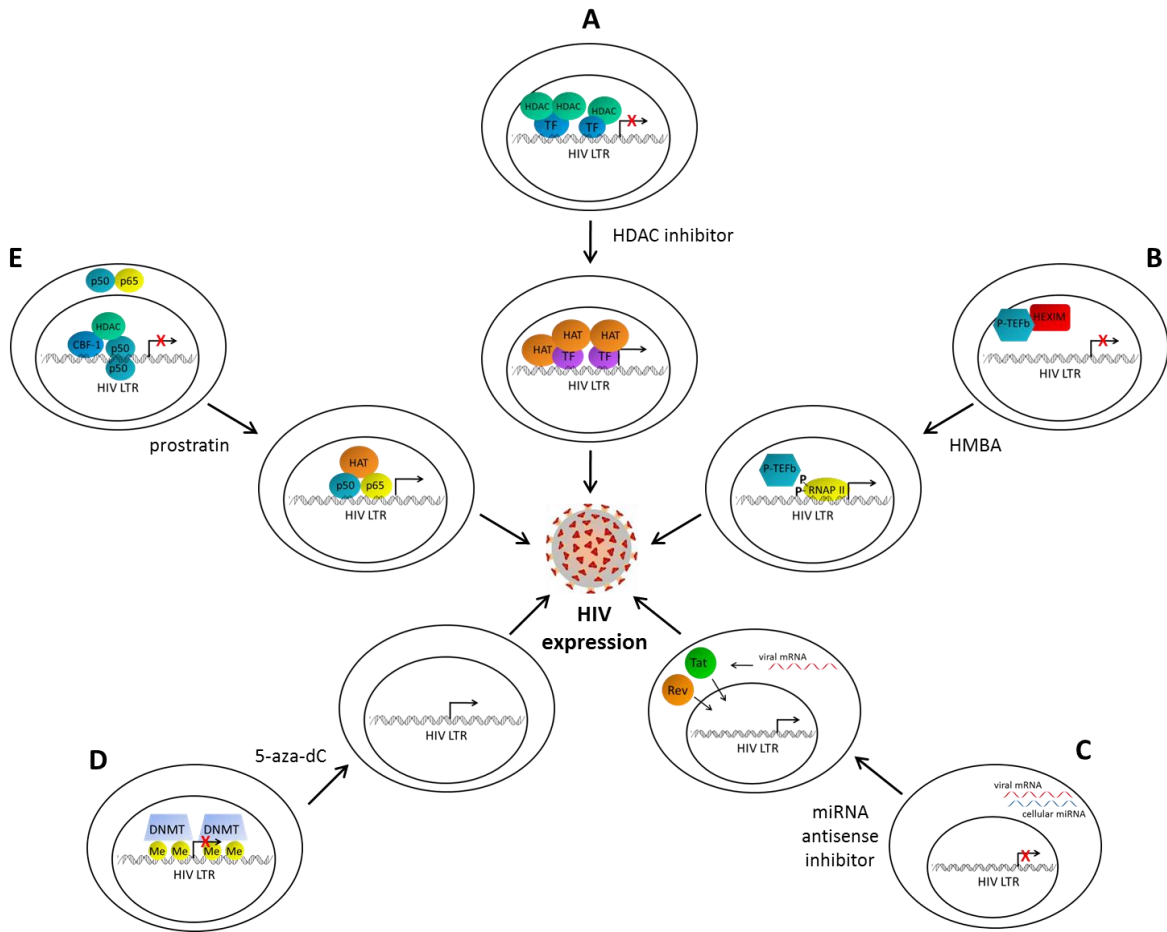 A
HDAC
HDAC
HDAC
TF
TF
X
HIV LTR
HDAC inhibitor
HAT
HAT
HAT
TF
TF
HIV LTR
B
P-TEFb
HEXIM
X
HIV LTR
HMBA
P-TEFb
P
P
RNAP II
HIV LTR
C
viral mRNA
cellular miRNA
X
HIV LTR
miRNA
antisense
inhibitor
Tat
viral mRNA
Rev
HIV LTR
D
DNMT
DNMT
X
Me
Me
Me
Me
HIV LTR
5-aza-dC
HIV LTR
E
p50
p65
HDAC
CBF-1
p50
p50
X
HIV LTR
prostratin
HAT
p50
p65
HIV LTR
HIV
expression